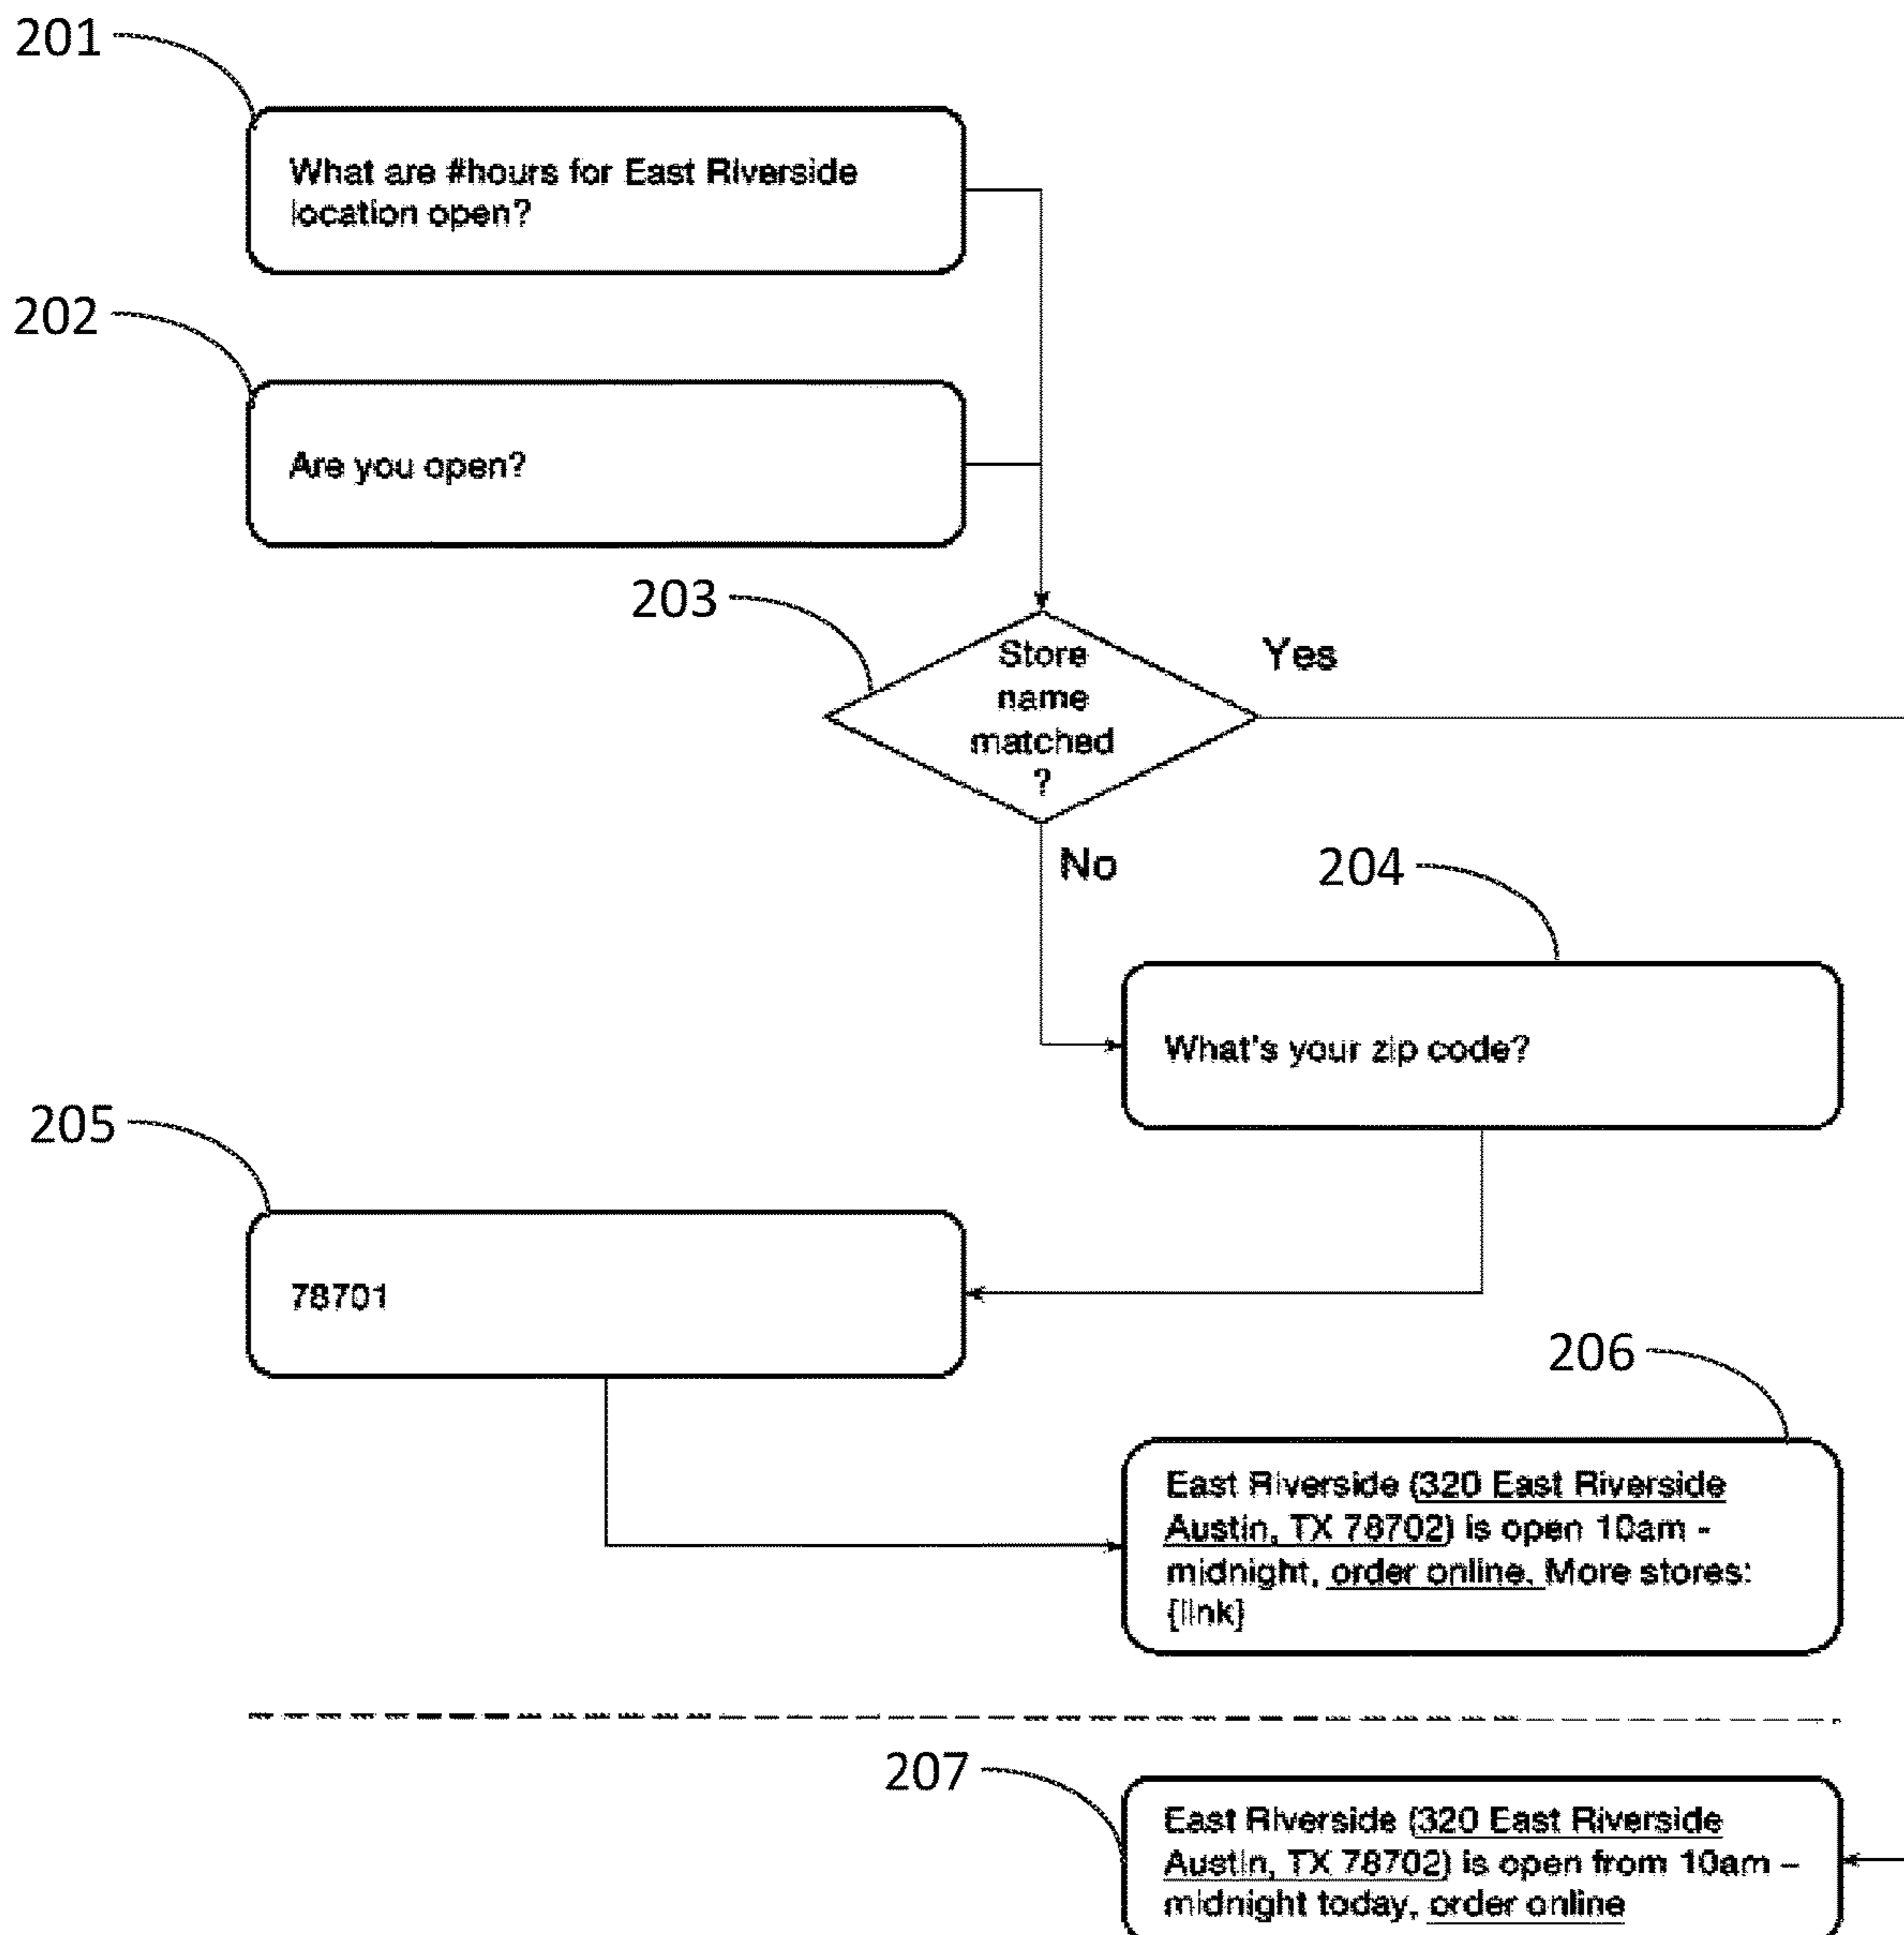 201
What are #hours for East Riverside
location open?
202
Are you open?
203
Store
name
matched
?
Yes
No
204
What's your zip code?
205
78701
206
East Riverside (320 East Riverside
Austin, TX 78702) is open 10am -
midnight, order online. More stores:
{link}
207
East Riverside (320 East Riverside
Austin, TX 78702) is open from 10am –
midnight today, order online